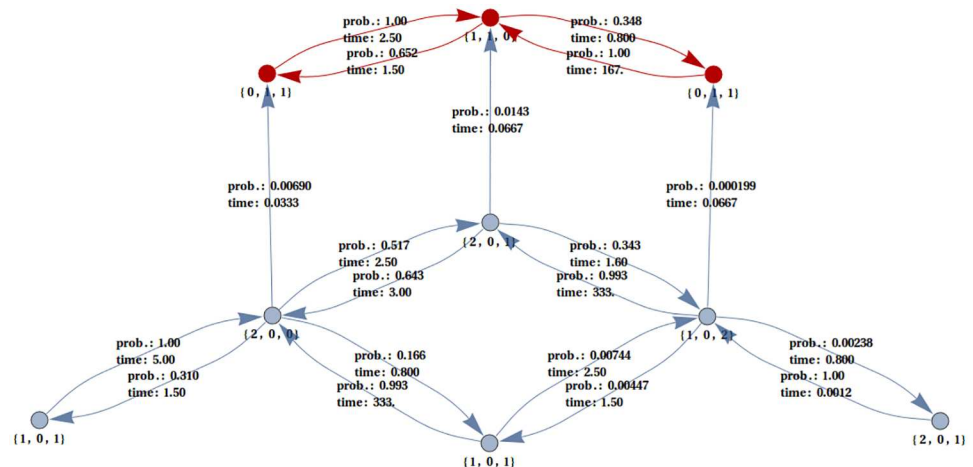 prob.: 1.00
time: 2.50
prob.: 0.652
time: 1.50
{1, 1, 0}
prob.: 0.348
time: 0.800
prob.: 1.00
time: 167.
{0, 1, 1}
{0, 1, 1}
prob.: 0.0143
time: 0.0667
prob.: 0.00690
time: 0.0333
prob.: 0.000199
time: 0.0667
{2, 0, 1}
prob.: 0.517
time: 2.50
prob.: 0.643
time: 3.00
prob.: 0.343
time: 1.60
prob.: 0.993
time: 333.
{2, 0, 0}
{1, 0, 2}
prob.: 1.00
time: 5.00
prob.: 0.310
time: 1.50
prob.: 0.166
time: 0.800
prob.: 0.993
time: 333.
prob.: 0.00744
time: 2.50
prob.: 0.00447
time: 1.50
prob.: 0.00238
time: 0.800
prob.: 1.00
time: 0.0012
{1, 0, 1}
{1, 0, 1}
{2, 0, 1}